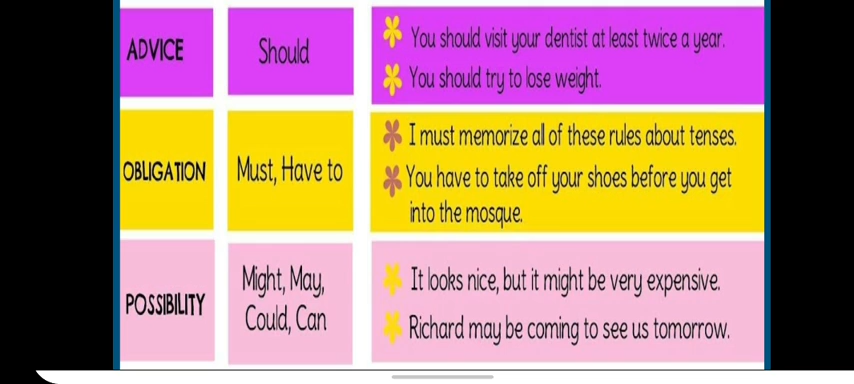 ADVICE
Should
You should visit your dentist at least twice a year.
You should try to lose weight.
OBLIGATION
Must, Have to
I must memorize all of these rules about tenses.
You have to take off your shoes before you get
into the mosque.
POSSIBILITY
Might, May,
Could, Can
It looks nice, but it might be very expensive.
Richard may be coming to see us tomorrow.